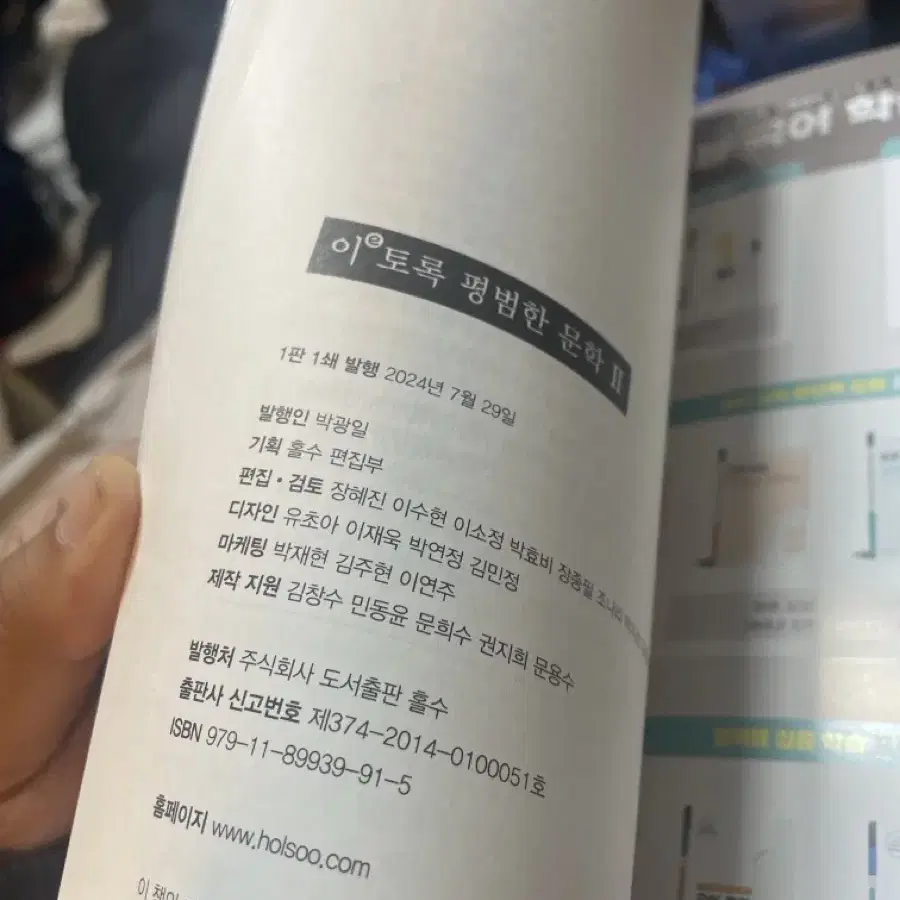 이e토록 평범한 문학 Ⅱ
1판 1쇄 발행 2024년 7월 29일
발행인 박광일
기획 홀수 편집부
편집·검토 장혜진 이수현 이소정 박효비 장종필
디자인 유초아 이재욱 박연정 김민정
마케팅 박재현 김주현 이연주
제작 지원 김창수 민동윤 문희수 권지희 문용수
발행처 주식회사 도서출판 홀수
출판사 신고번호 제374-2014-0100051호
ISBN 979-11-89939-91-5
홈페이지 www.holsoo.com
이 책의